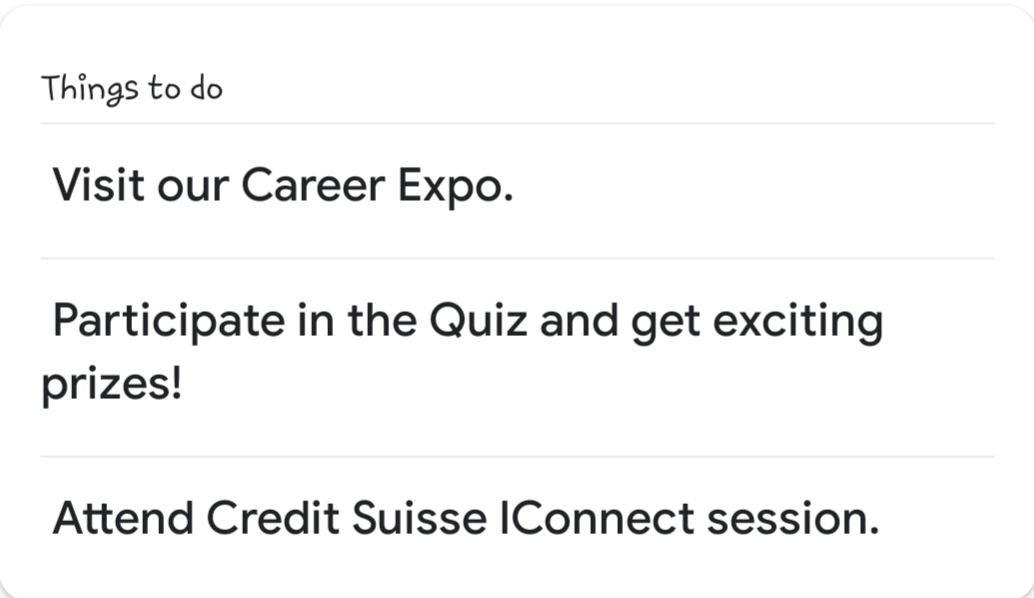 Things to do
Visit our Career Expo.
Participate in the Quiz and get exciting
prizes!
Attend Credit Suisse IConnect session.